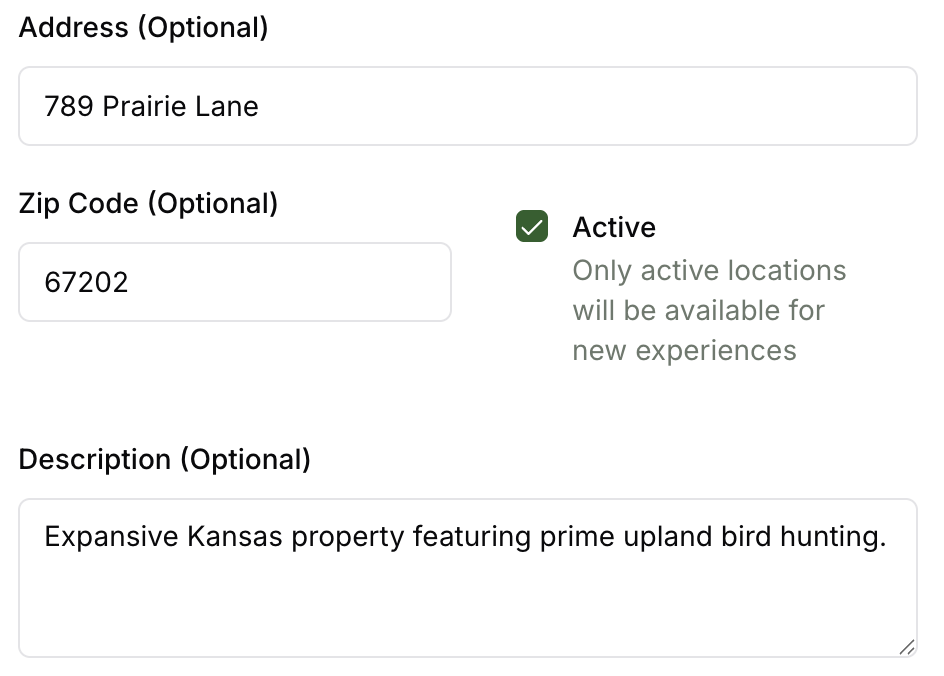 Address (Optional)
789 Prairie Lane
Zip Code (Optional)
67202
Active
Only active locations
will be available for
new experiences
Description (Optional)
Expansive Kansas property featuring prime upland bird hunting.